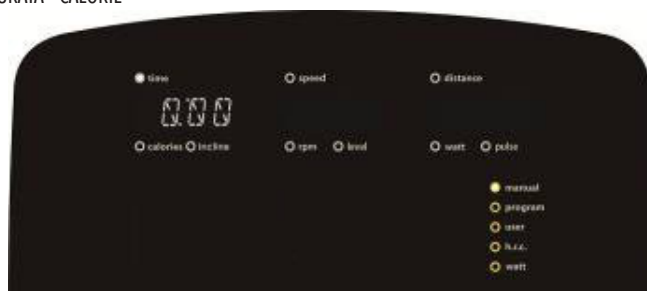 time speed distance
0:00
calories incline rpm level watt pulse
manual
program
user
h.r.c.
watt